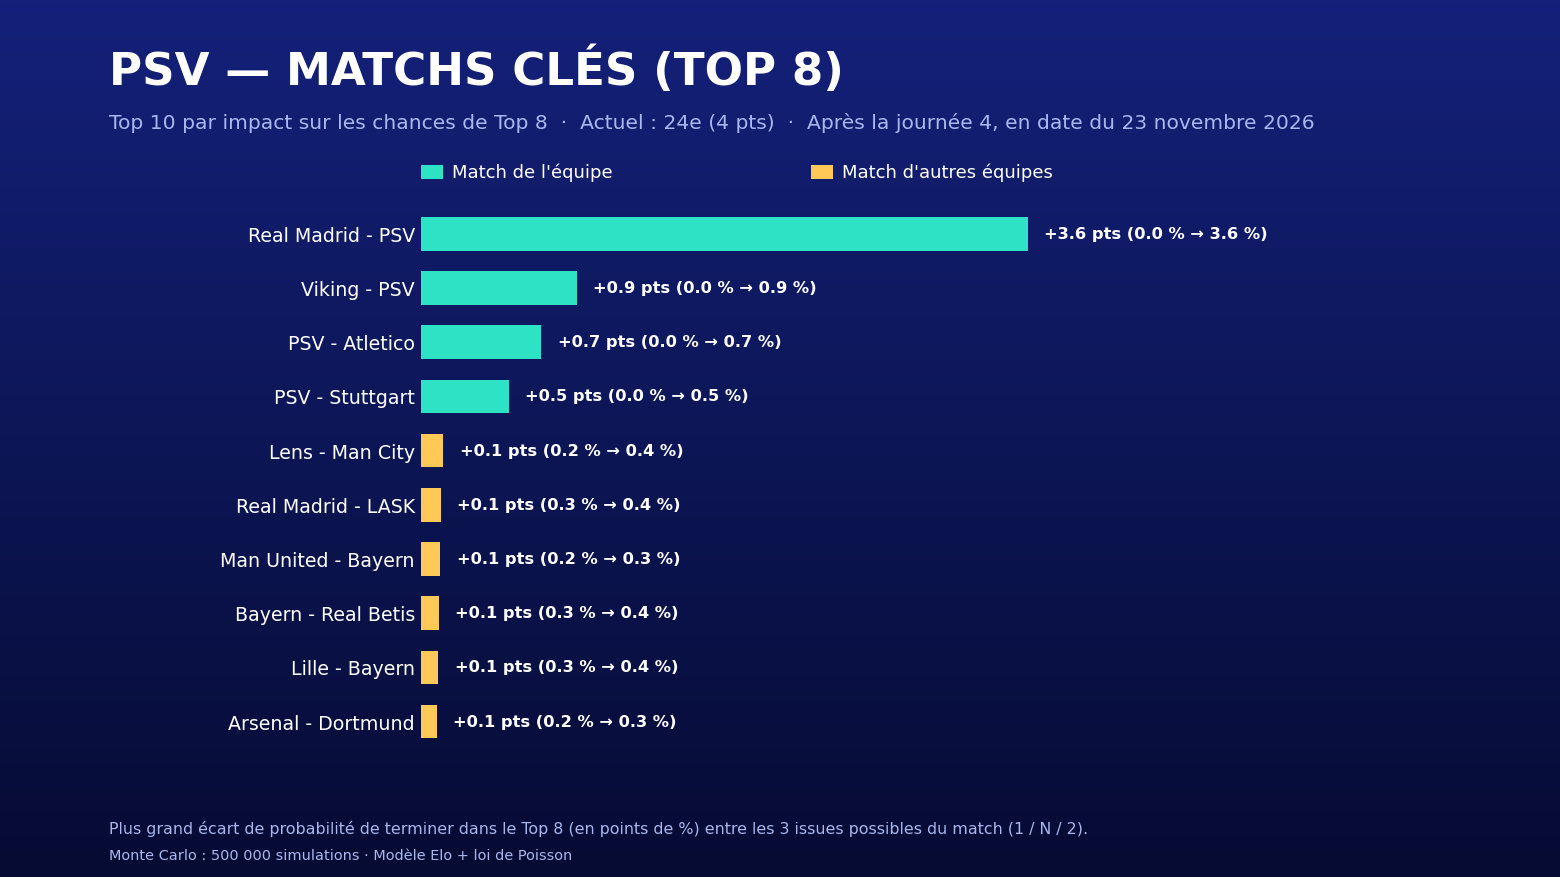 PSV — MATCHS CLÉS (TOP 8)
Top 10 par impact sur les chances de Top 8 · Actuel : 24e (4 pts) · Après la journée 4, en date du 23 novembre 2026
Match de l'équipe
Match d'autres équipes
Real Madrid - PSV +3.6 pts (0.0 % → 3.6 %)
Viking - PSV +0.9 pts (0.0 % → 0.9 %)
PSV - Atletico +0.7 pts (0.0 % → 0.7 %)
PSV - Stuttgart +0.5 pts (0.0 % → 0.5 %)
Lens - Man City +0.1 pts (0.2 % → 0.4 %)
Real Madrid - LASK +0.1 pts (0.3 % → 0.4 %)
Man United - Bayern +0.1 pts (0.2 % → 0.3 %)
Bayern - Real Betis +0.1 pts (0.3 % → 0.4 %)
Lille - Bayern +0.1 pts (0.3 % → 0.4 %)
Arsenal - Dortmund +0.1 pts (0.2 % → 0.3 %)
Plus grand écart de probabilité de terminer dans le Top 8 (en points de %) entre les 3 issues possibles du match (1 / N / 2).
Monte Carlo : 500 000 simulations · Modèle Elo + loi de Poisson